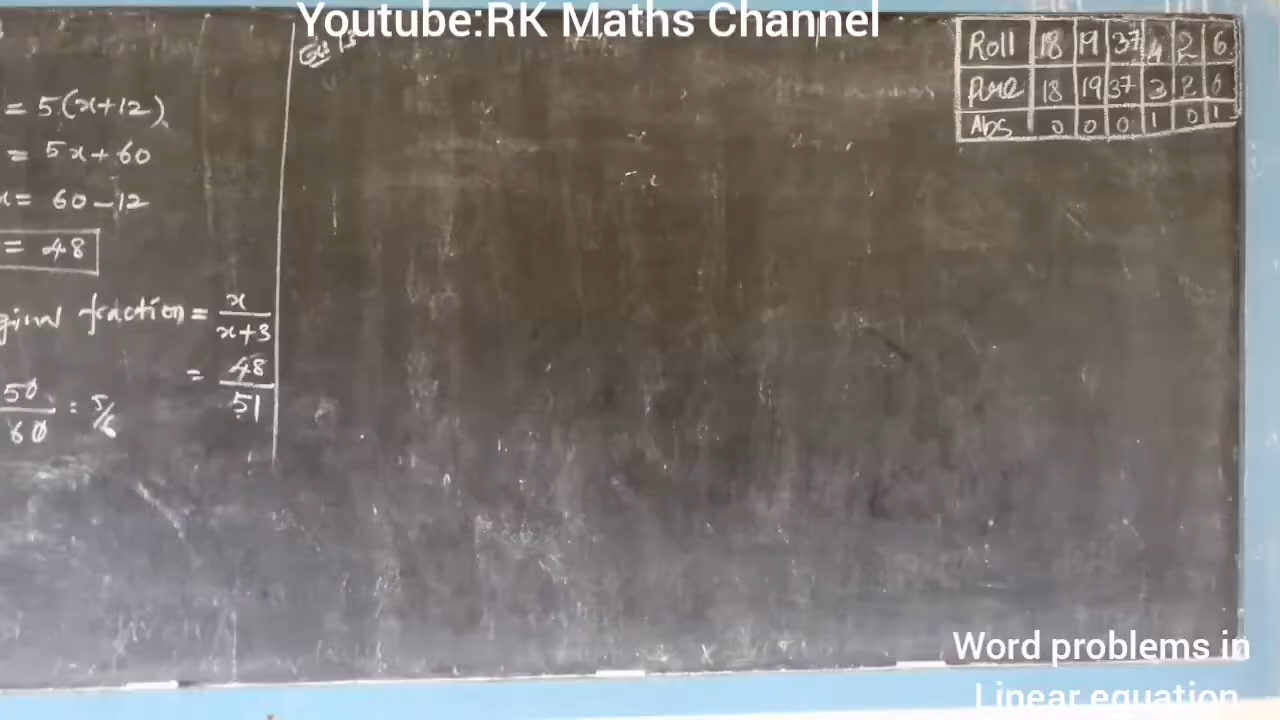 Youtube:RK Maths Channel
= 5(x+12)
= 5x+60
x= 60-12
= 48
fraction = x/x+3
= 48/51
50/60 = 5/6
Roll 18 19 37 4 2 6
Pre 18 19 37 3 2
Abs 0 0 0 1 0 1
Word problems in
Linear equation